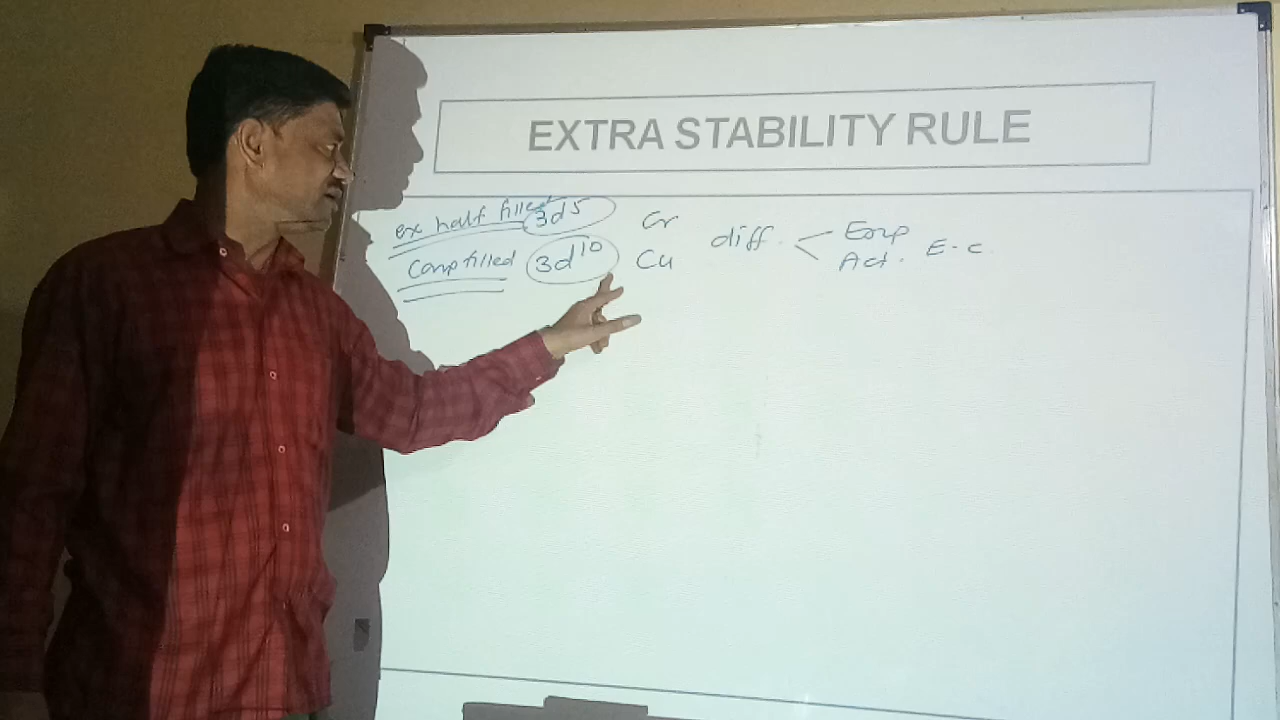 EXTRA STABILITY RULE
ex half filled 3d5 Cr
Comp filled 3d10 Cu
diff. < Exp
Act. E-C.